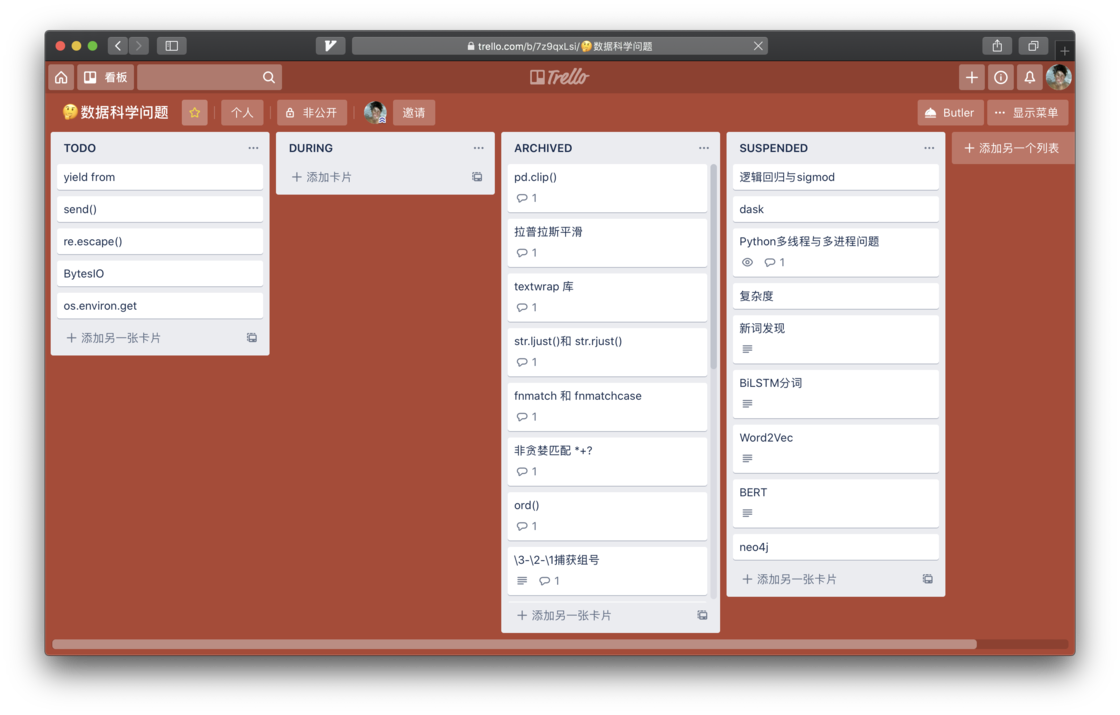 trello.com/b/7z9qxLsi/🤔数据科学问题
看板
Trello
🤔数据科学问题
个人
非公开
邀请
Butler
显示菜单
TODO
yield from
send()
re.escape()
BytesIO
os.environ.get
添加另一张卡片
DURING
添加卡片
ARCHIVED
pd.clip()
1
拉普拉斯平滑
1
textwrap 库
1
str.ljust()和 str.rjust()
1
fnmatch 和 fnmatchcase
1
非贪婪匹配 *+?
1
ord()
1
\3-\2-\1捕获组号
1
添加另一张卡片
SUSPENDED
逻辑回归与sigmod
dask
Python多线程与多进程问题
1
复杂度
新词发现
BiLSTM分词
Word2Vec
BERT
neo4j
添加另一张卡片
添加另一个列表